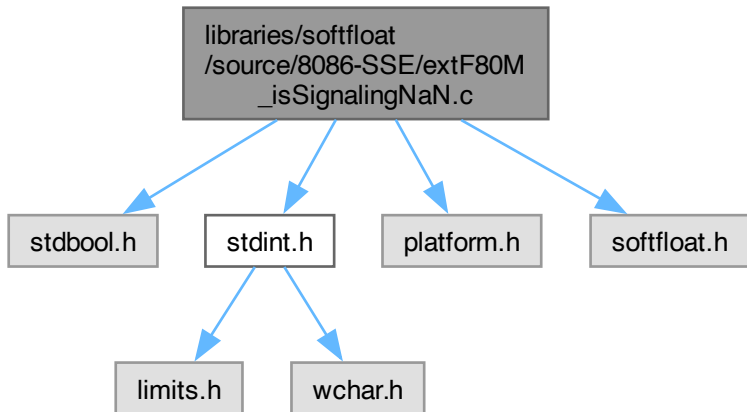 libraries/softfloat
/source/8086-SSE/extF80M
_isSignalingNaN.c
stdbool.h
stdint.h
platform.h
softfloat.h
limits.h
wchar.h